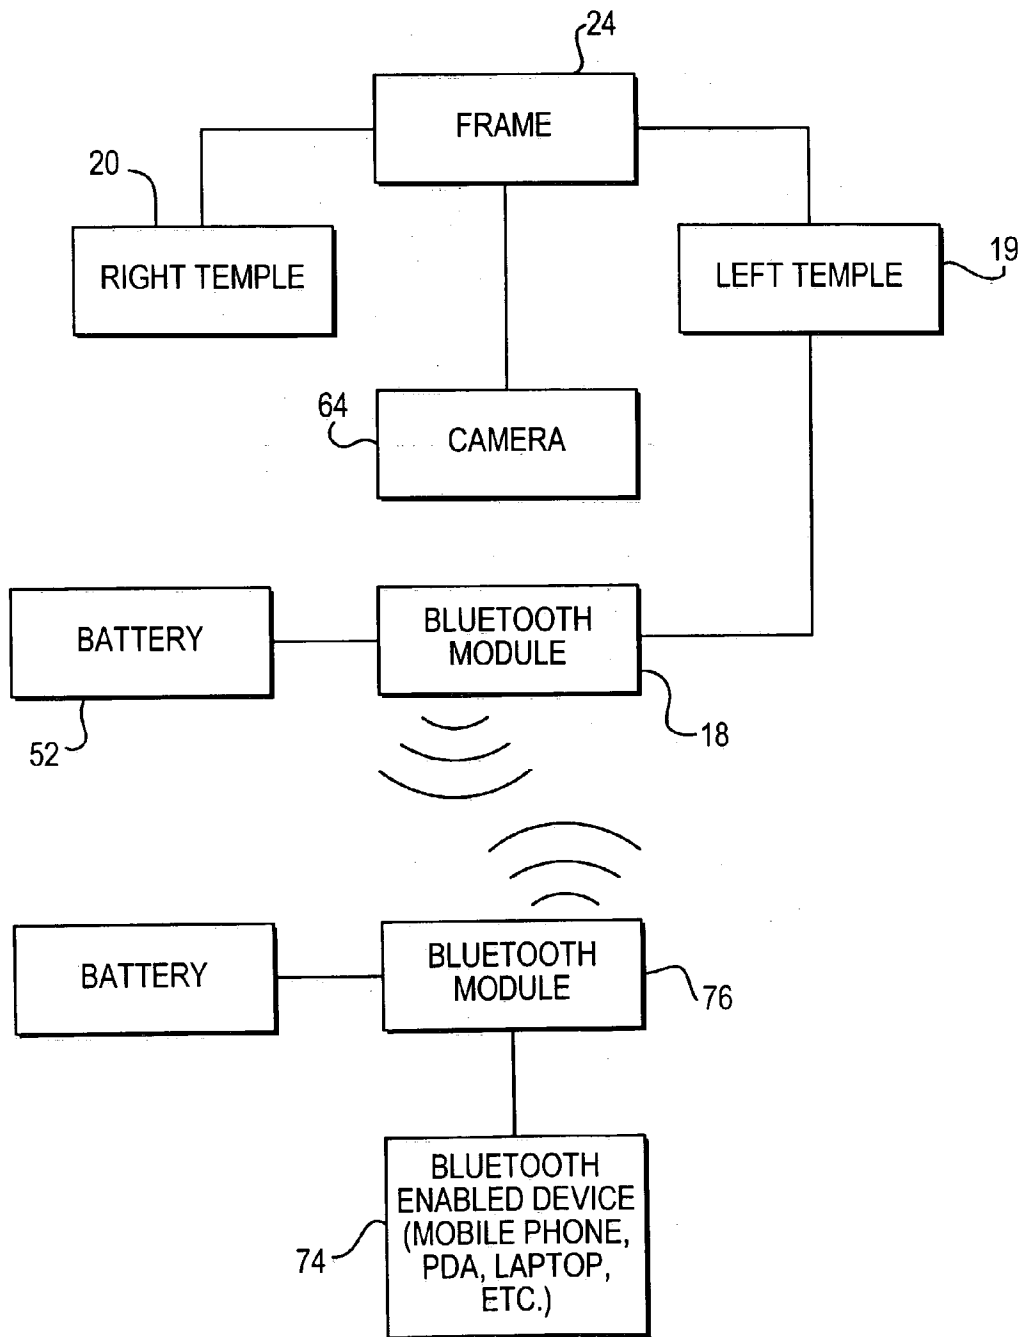 24
FRAME
20
RIGHT TEMPLE
LEFT TEMPLE
19
64
CAMERA
BATTERY
BLUETOOTH
MODULE
52
18
BATTERY
BLUETOOTH
MODULE
76
BLUETOOTH
ENABLED DEVICE
(MOBILE PHONE,
PDA, LAPTOP,
ETC.)
74